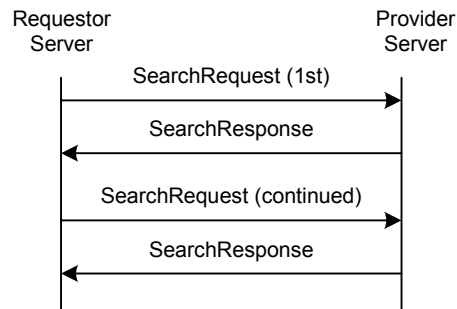 Requestor
Server
Provider
Server
SearchRequest (1st)
SearchResponse
SearchRequest (continued)
SearchResponse